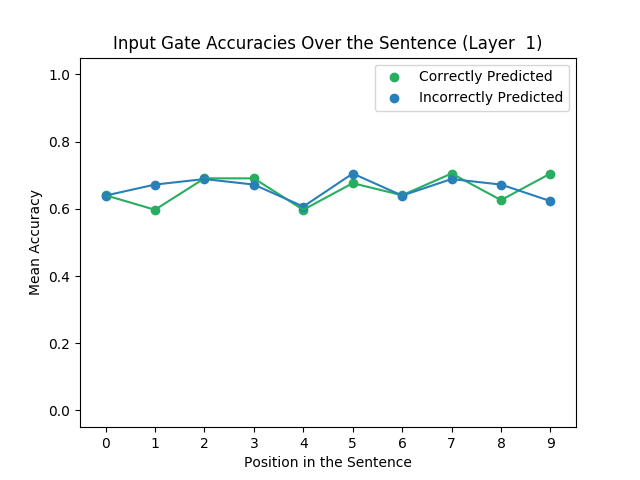 Input Gate Accuracies Over the Sentence (Layer  1)
Correctly Predicted
Incorrectly Predicted
1.0
0.8
0.6
0.4
0.2
0.0
Mean Accuracy
0 1 2 3 4 5 6 7 8 9
Position in the Sentence